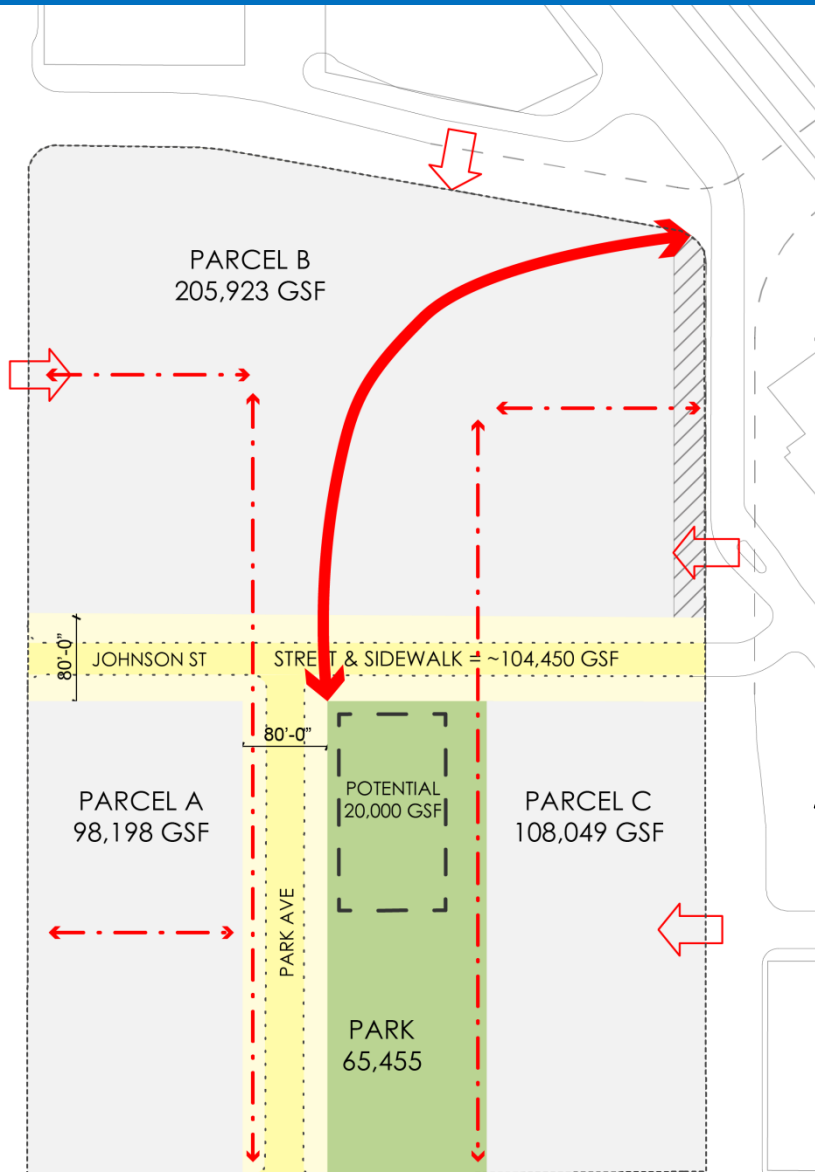 PARCEL B
205,923 GSF
80'-0"
JOHNSON ST
STREET & SIDEWALK = ~104,450 GSF
80'-0"
PARCEL A
98,198 GSF
POTENTIAL
20,000 GSF
PARCEL C
108,049 GSF
PARK AVE
PARK
65,455